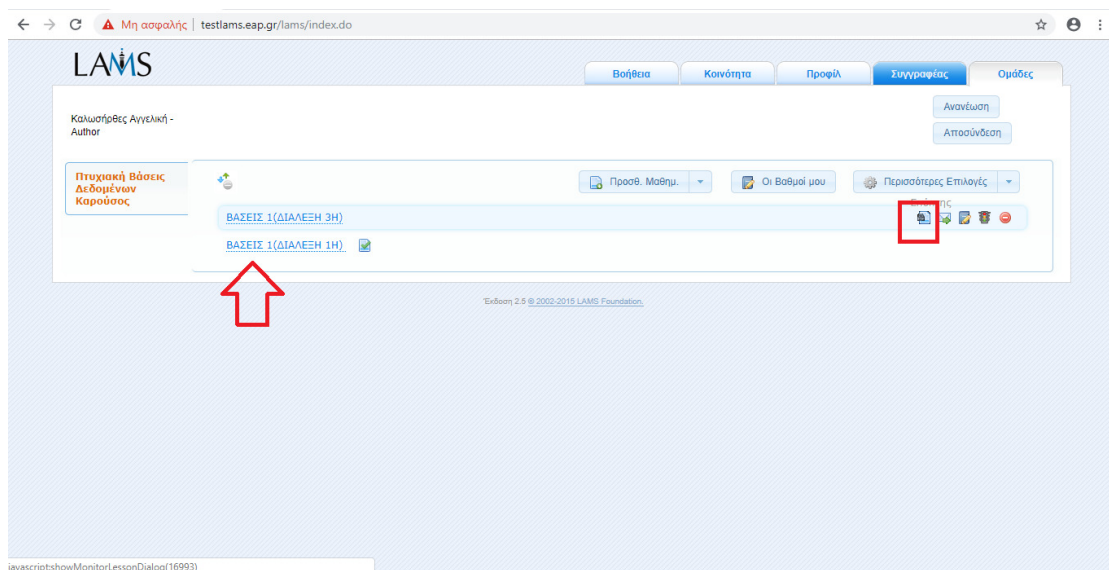 Μη ασφαλής | testlams.eap.gr/lams/index.do
LAMS
Βοήθεια Κοινότητα Προφίλ Συγγραφέας Ομάδες
Καλωσήρθες Αγγελική -
Author
Ανανέωση
Αποσύνδεση
Πτυχιακή Βάσεις
Δεδομένων
Καρούσος
Προσθ. Μαθημ. Οι Βαθμοί μου Περισσότερες Επιλογές
ΒΑΣΕΙΣ 1(ΔΙΑΛΕΞΗ 3Η)
ΒΑΣΕΙΣ 1(ΔΙΑΛΕΞΗ 1Η)
Έκδοση 2.5 © 2002-2015 LAMS Foundation.
javascript:showMonitorLessonDialog(16993)